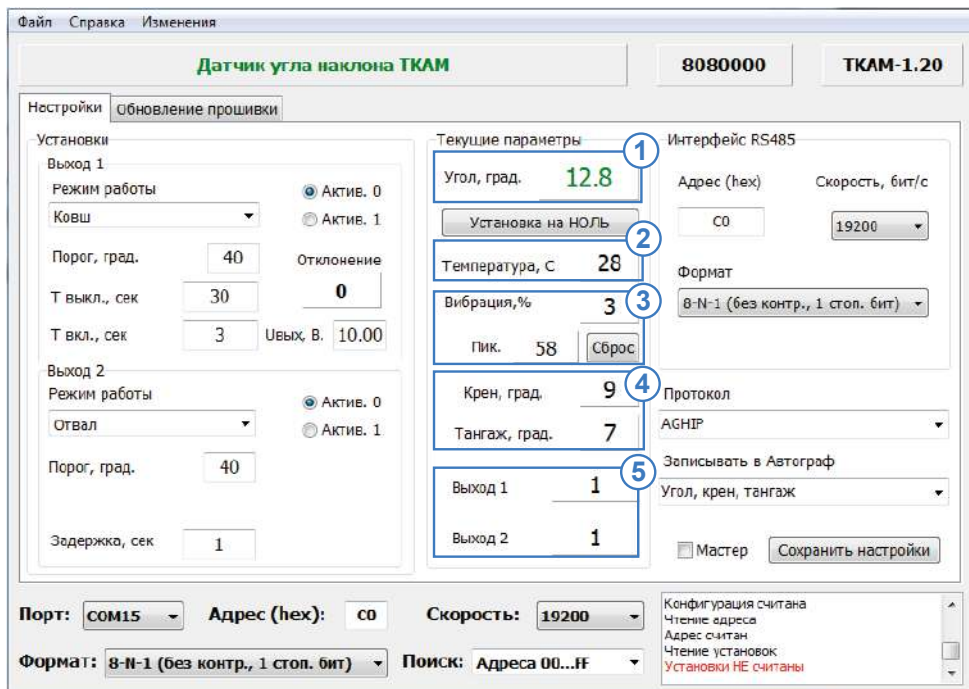 Файл Справка Изменения
Датчик угла наклона ТКАМ
8080000
ТКАМ-1.20
Настройки Обновление прошивки
Установки
Выход 1
Режим работы
Актив. 0
Ковш
Актив. 1
Порог, град. 40
Отклонение
Т выкл., сек 30
0
Т вкл., сек 3
Uвых, В. 10.00
Выход 2
Режим работы
Актив. 0
Отвал
Актив. 1
Порог, град. 40
Задержка, сек 1
Текущие параметры
1
Угол, град. 12.8
Установка на НОЛЬ
2
Температура, С 28
3
Вибрация,% 3
Пик. 58 Сброс
4
Крен, град. 9
Тангаж, град. 7
5
Выход 1 1
Выход 2 1
Интерфейс RS485
Адрес (hex) Скорость, бит/с
C0 19200
Формат
8-N-1 (без контр., 1 стоп. бит)
Протокол
AGHIP
Записывать в Автограф
Угол, крен, тангаж
Мастер Сохранить настройки
Порт: COM15 Адрес (hex): C0 Скорость: 19200
Формат: 8-N-1 (без контр., 1 стоп. бит) Поиск: Адреса 00...FF
Конфигурация считана
Чтение адреса
Адрес считан
Чтение установок
Установки НЕ считаны